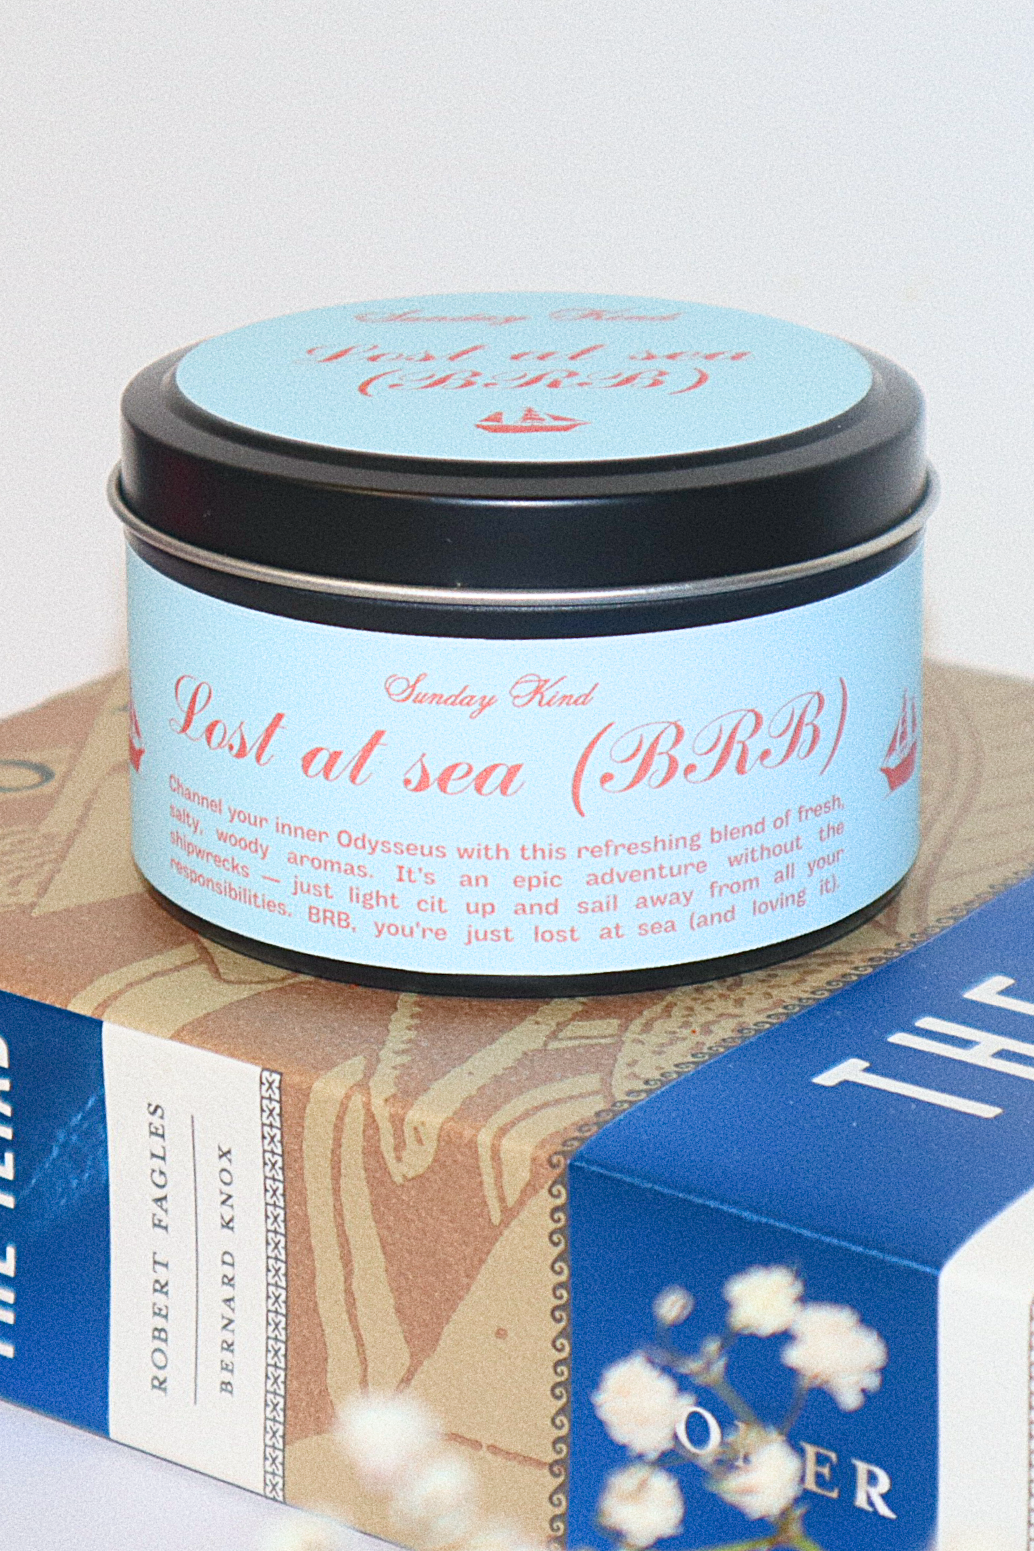 Sunday Kind
Lost at sea
(BRB)
Sunday Kind
Lost at sea (BRB)
Channel your inner Odysseus with this refreshing blend of fresh,
salty, woody aromas. It's an epic adventure without the
shipwrecks — just light cit up and sail away from all your
responsibilities. BRB, you're just lost at sea (and loving it).
THE
ROBERT FAGLES
BERNARD KNOX
THE